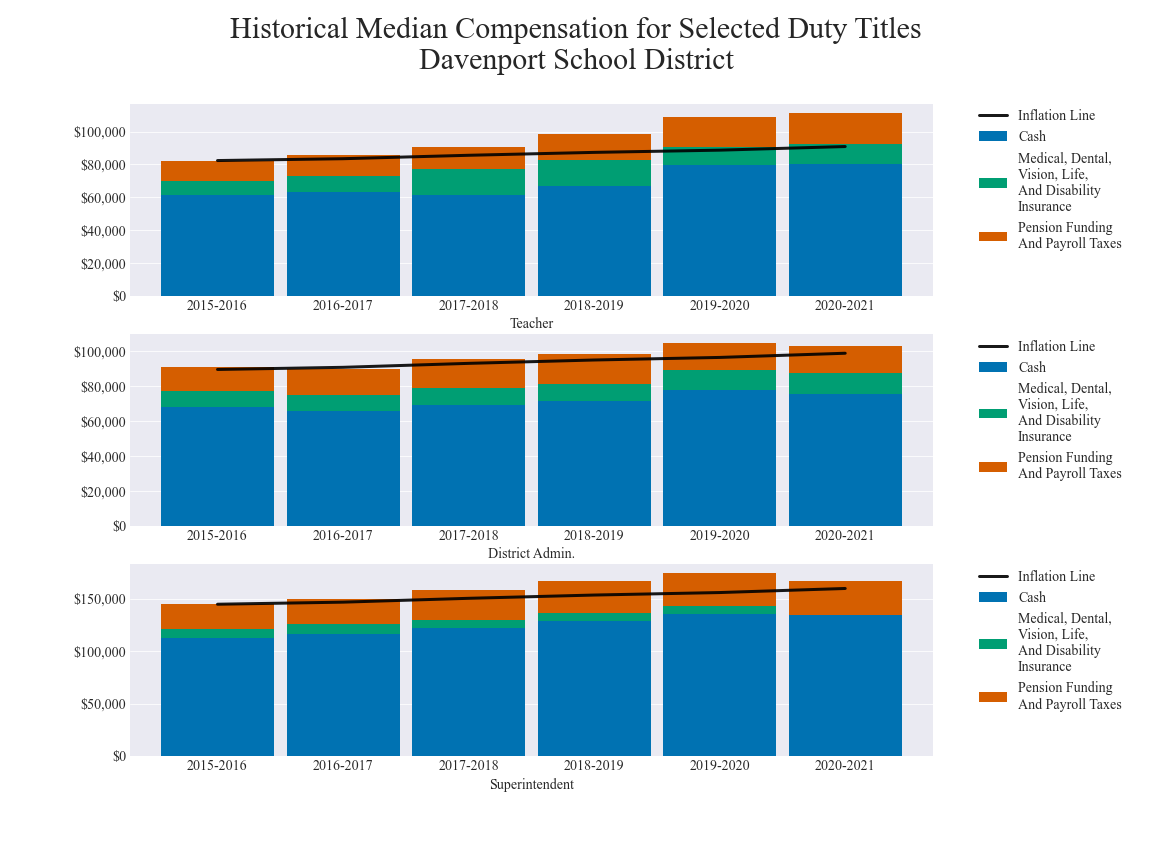 Historical Median Compensation for Selected Duty Titles
Davenport School District
$100,000
$80,000
$60,000
$40,000
$20,000
$0
2015-2016 2016-2017 2017-2018 2018-2019 2019-2020 2020-2021
Teacher
Inflation Line
Cash
Medical, Dental,
Vision, Life,
And Disability
Insurance
Pension Funding
And Payroll Taxes
$100,000
$80,000
$60,000
$40,000
$20,000
$0
2015-2016 2016-2017 2017-2018 2018-2019 2019-2020 2020-2021
District Admin.
Inflation Line
Cash
Medical, Dental,
Vision, Life,
And Disability
Insurance
Pension Funding
And Payroll Taxes
$150,000
$100,000
$50,000
$0
2015-2016 2016-2017 2017-2018 2018-2019 2019-2020 2020-2021
Superintendent
Inflation Line
Cash
Medical, Dental,
Vision, Life,
And Disability
Insurance
Pension Funding
And Payroll Taxes